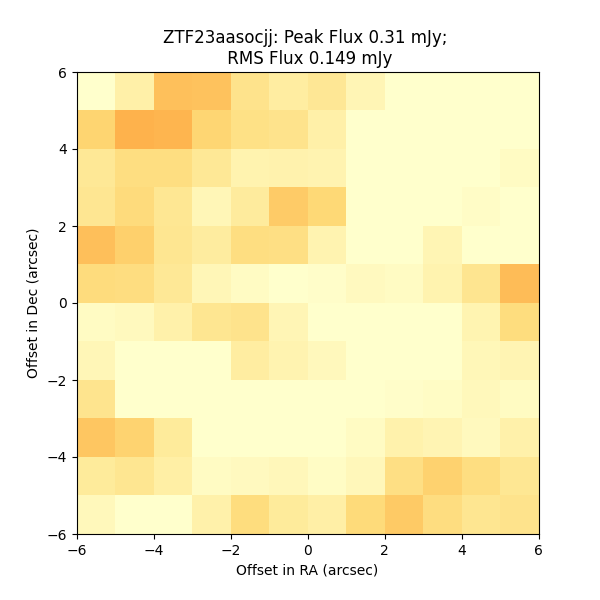 ZTF23aasocjj: Peak Flux 0.31 mJy;
RMS Flux 0.149 mJy
6
4
2
0
−2
−4
−6
Offset in Dec (arcsec)
−6 −4 −2 0 2 4 6
Offset in RA (arcsec)